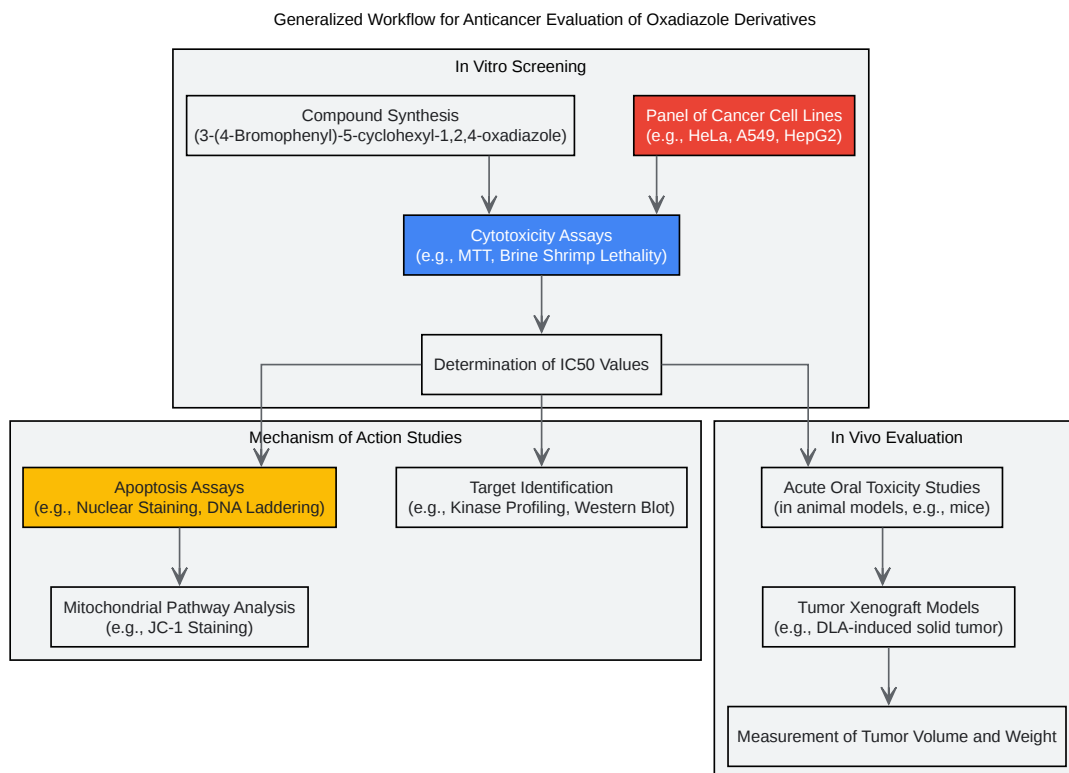 Generalized Workflow for Anticancer Evaluation of Oxadiazole Derivatives
In Vitro Screening
Compound Synthesis
(3-(4-Bromophenyl)-5-cyclohexyl-1,2,4-oxadiazole)
Panel of Cancer Cell Lines
(e.g., HeLa, A549, HepG2)
Cytotoxicity Assays
(e.g., MTT, Brine Shrimp Lethality)
Determination of IC50 Values
Mechanism of Action Studies
Apoptosis Assays
(e.g., Nuclear Staining, DNA Laddering)
Target Identification
(e.g., Kinase Profiling, Western Blot)
Mitochondrial Pathway Analysis
(e.g., JC-1 Staining)
In Vivo Evaluation
Acute Oral Toxicity Studies
(in animal models, e.g., mice)
Tumor Xenograft Models
(e.g., DLA-induced solid tumor)
Measurement of Tumor Volume and Weight